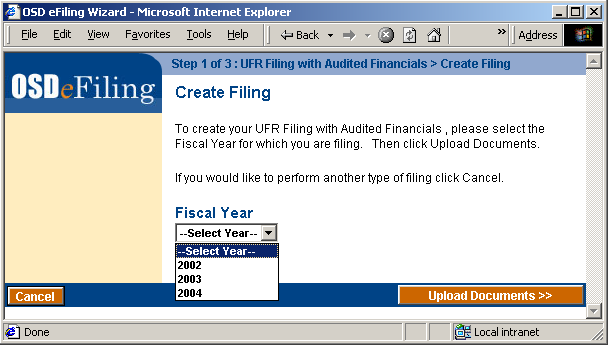 OSD eFiling Wizard - Microsoft Internet Explorer
File Edit View Favorites Tools Help Back » Address
OSDeFiling
Step 1 of 3 : UFR Filing with Audited Financials > Create Filing
Create Filing
To create your UFR Filing with Audited Financials , please select the
Fiscal Year for which you are filing. Then click Upload Documents.
If you would like to perform another type of filing click Cancel.
Fiscal Year
--Select Year--
--Select Year--
2002
2003
2004
Cancel Upload Documents >>
Done Local intranet